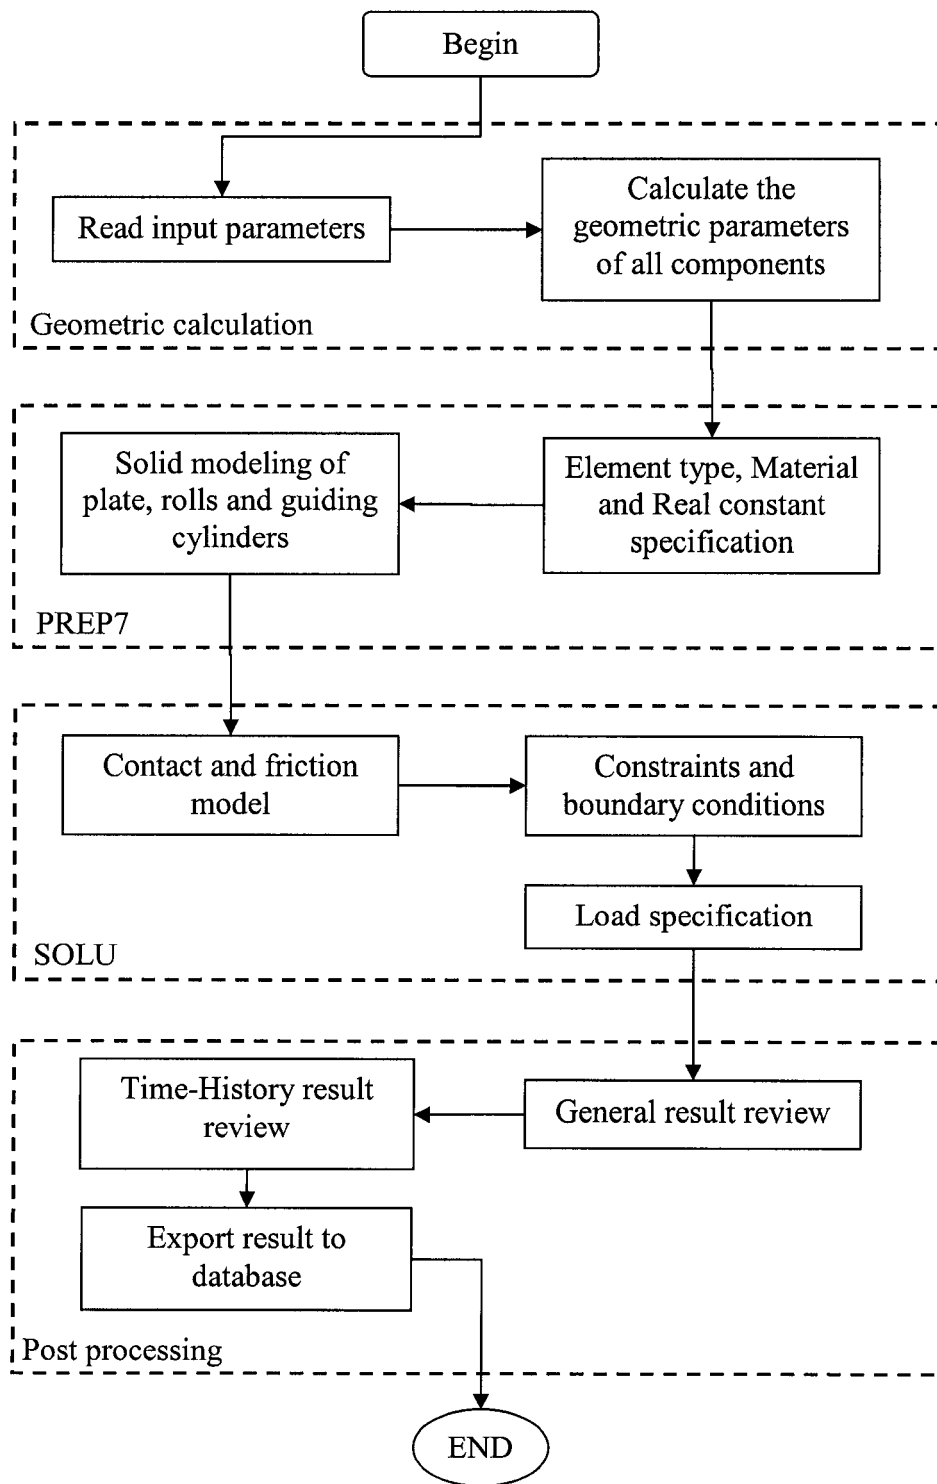 Begin
Read input parameters
Calculate the
geometric parameters
of all components
Geometric calculation
Solid modeling of
plate, rolls and guiding
cylinders
Element type, Material
and Real constant
specification
PREP7
Contact and friction
model
Constraints and
boundary conditions
Load specification
SOLU
Time-History result
review
General result review
Export result to
database
Post processing
END